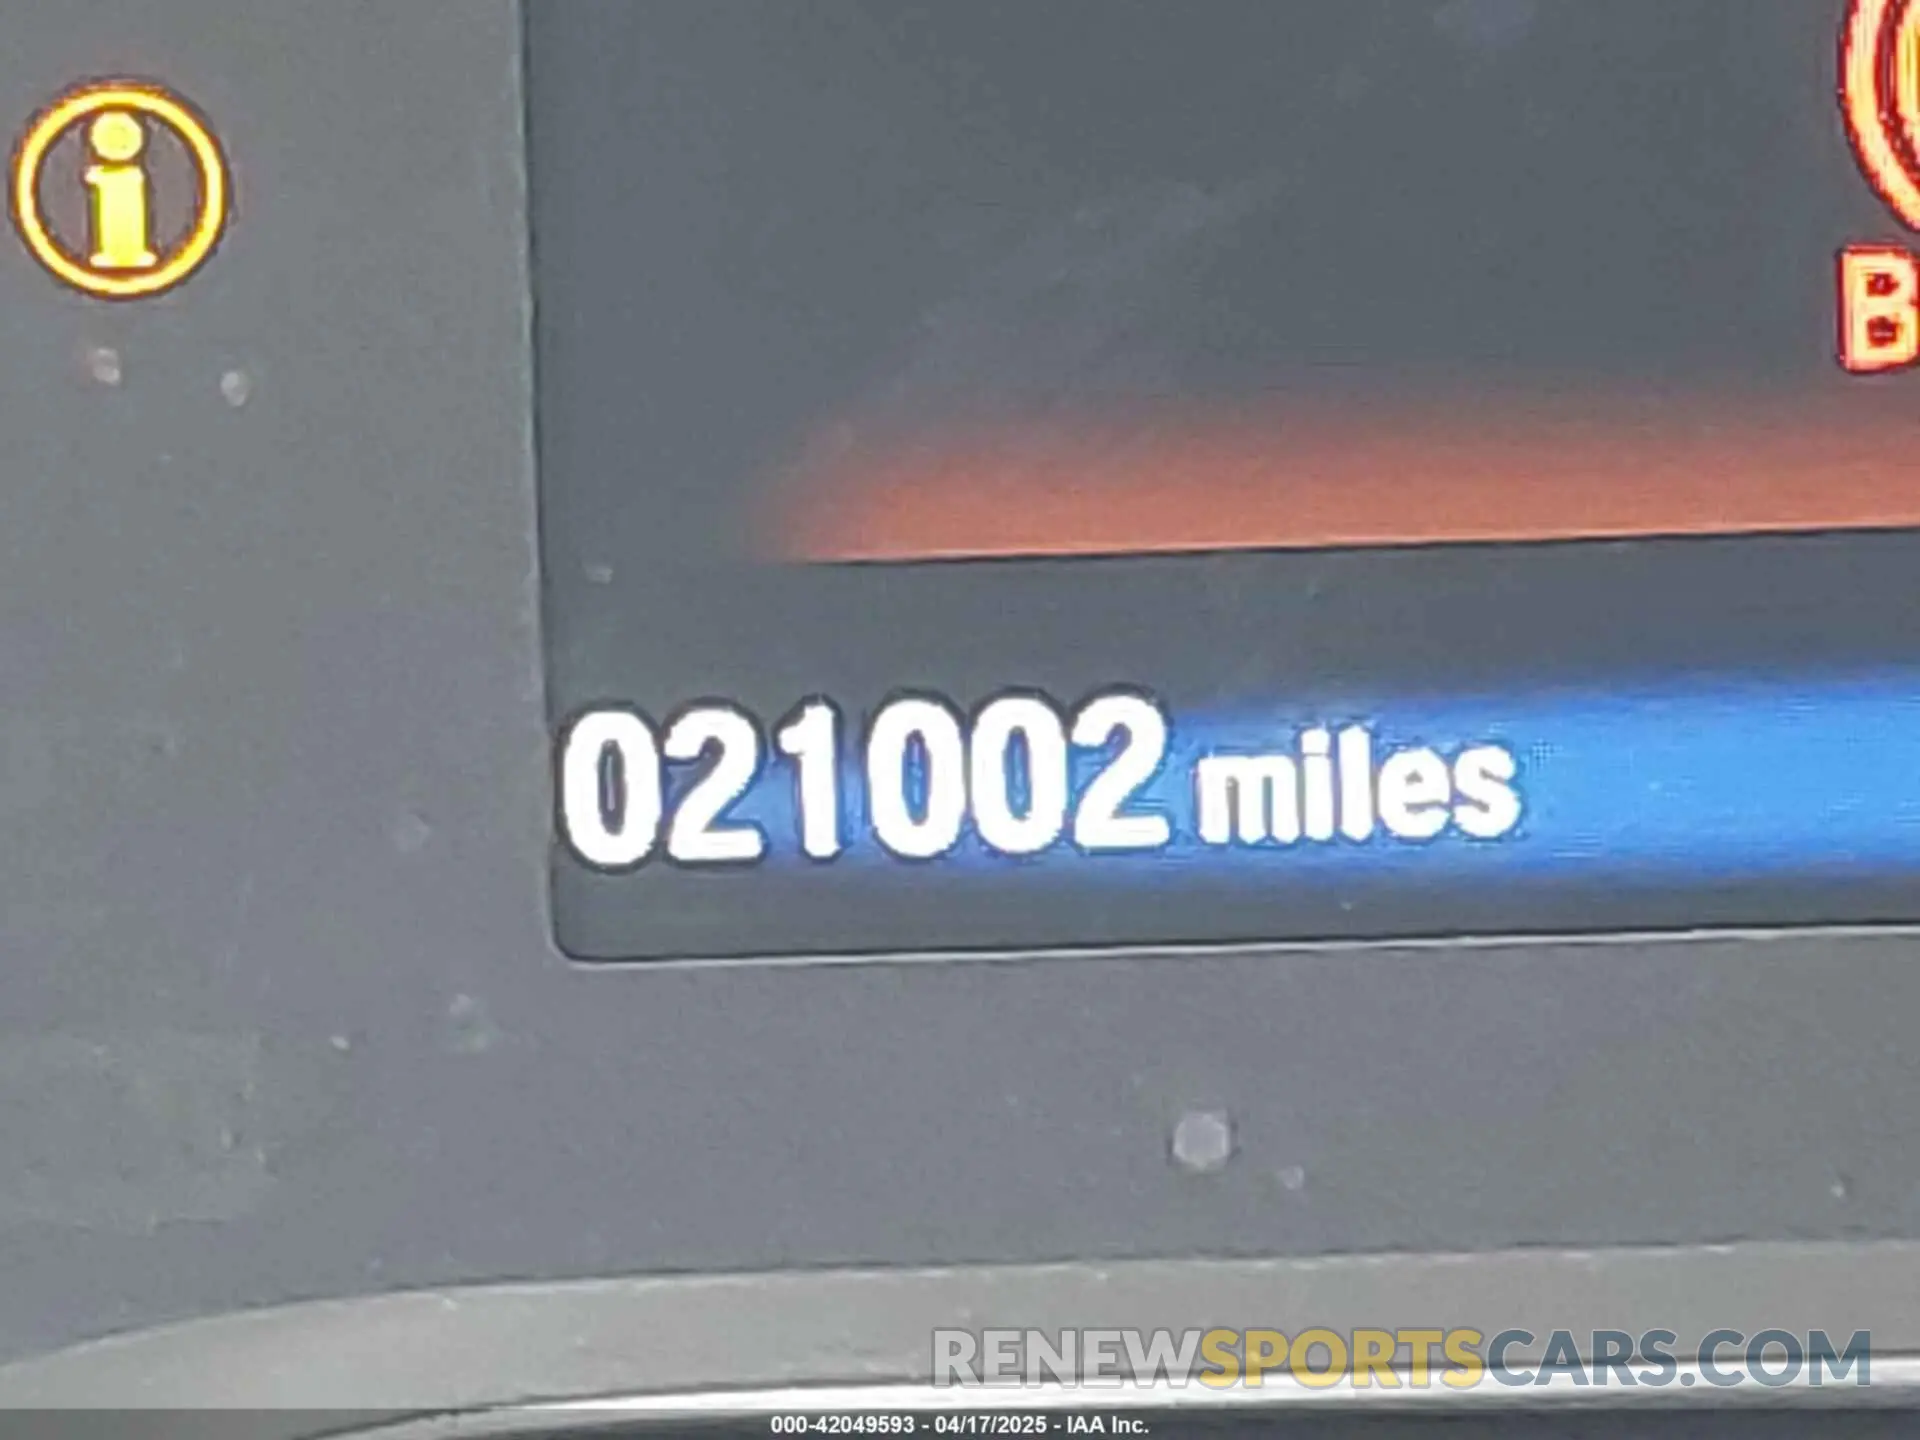 i
B
021002 miles
RENEWSPORTSCARS.COM
000-42049593 - 04/17/2025 - IAA Inc.